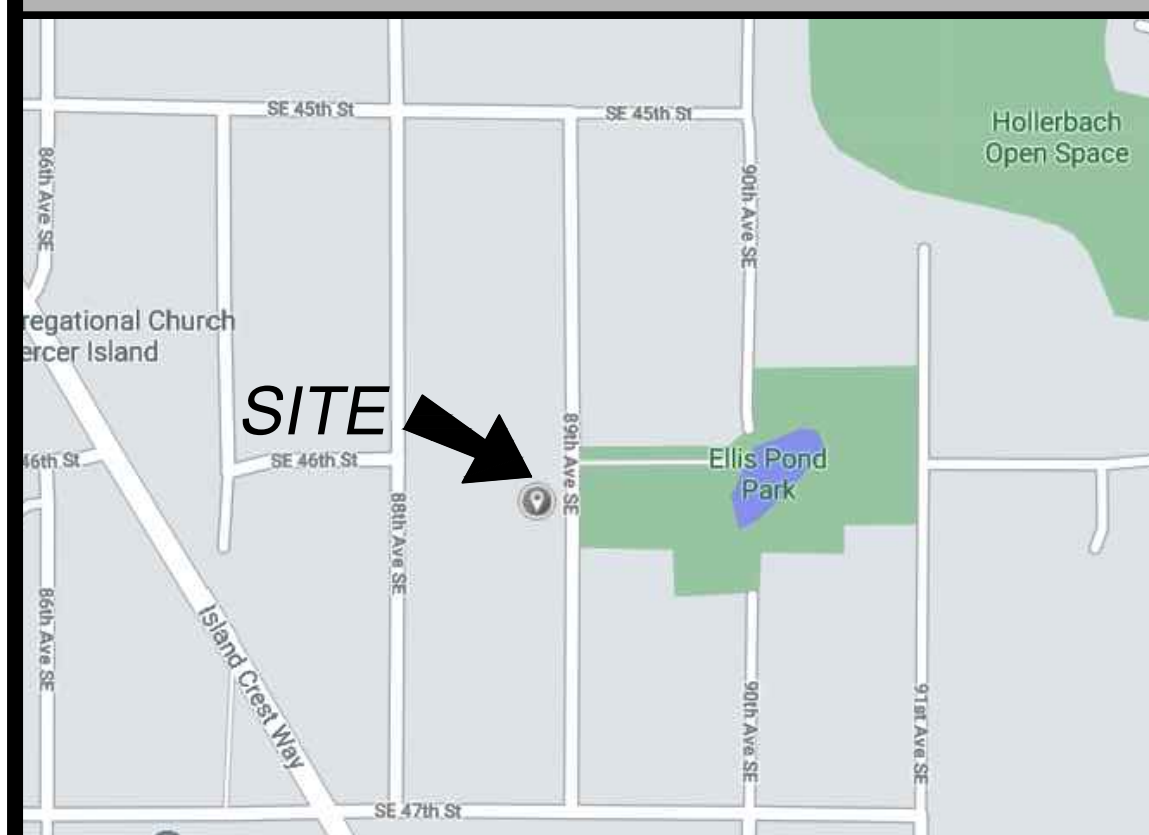 SE 45th St
SE 45th St
Hollerbach
Open Space
86th Ave SE
90th Ave SE
regational Church
ercer Island
SITE
89th Ave SE
46th St
SE 46th St
Ellis Pond
Park
88th Ave SE
86th Ave SE
Island Crest Way
90th Ave SE
91st Ave SE
SE 47th St